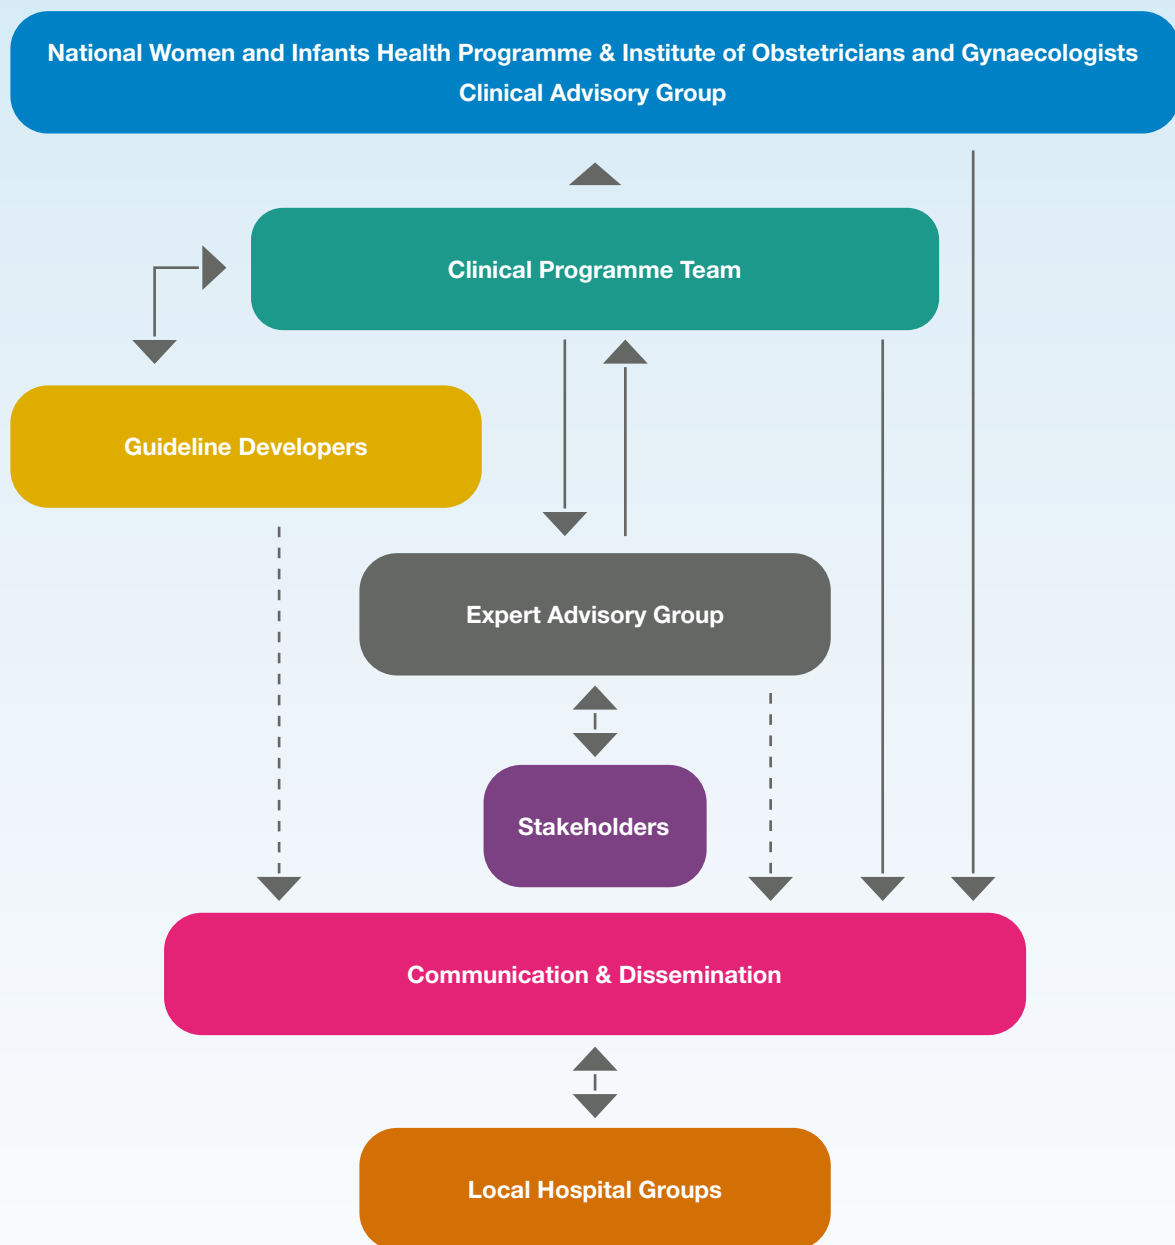 National Women and Infants Health Programme & Institute of Obstetricians and Gynaecologists
Clinical Advisory Group
Clinical Programme Team
Guideline Developers
Expert Advisory Group
Stakeholders
Communication & Dissemination
Local Hospital Groups